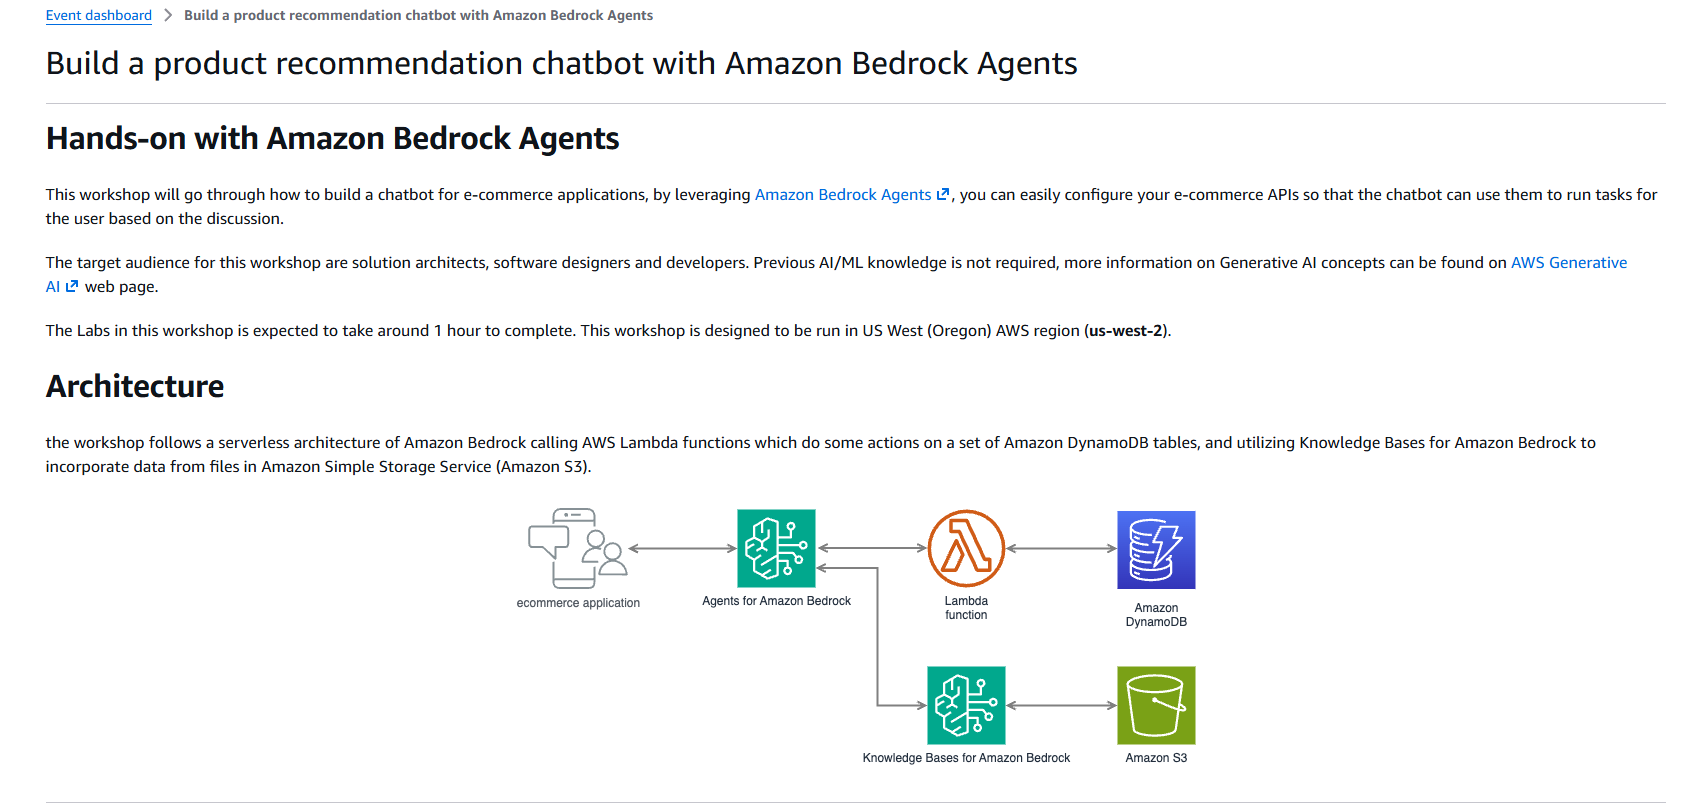 Event dashboard > Build a product recommendation chatbot with Amazon Bedrock Agents
Build a product recommendation chatbot with Amazon Bedrock Agents
Hands-on with Amazon Bedrock Agents
This workshop will go through how to build a chatbot for e-commerce applications, by leveraging Amazon Bedrock Agents, you can easily configure your e-commerce APIs so that the chatbot can use them to run tasks for
the user based on the discussion.
The target audience for this workshop are solution architects, software designers and developers. Previous AI/ML knowledge is not required, more information on Generative AI concepts can be found on AWS Generative
AI web page.
The Labs in this workshop is expected to take around 1 hour to complete. This workshop is designed to be run in US West (Oregon) AWS region (us-west-2).
Architecture
the workshop follows a serverless architecture of Amazon Bedrock calling AWS Lambda functions which do some actions on a set of Amazon DynamoDB tables, and utilizing Knowledge Bases for Amazon Bedrock to
incorporate data from files in Amazon Simple Storage Service (Amazon S3).
ecommerce application
Agents for Amazon Bedrock
Lambda
function
Amazon
DynamoDB
Knowledge Bases for Amazon Bedrock
Amazon S3